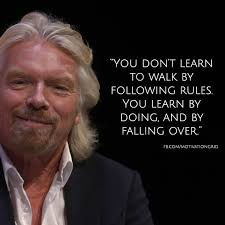 “You don't learn
to walk by
following rules.
You learn by
doing, and by
falling over.”
fb.com/motivationgrid